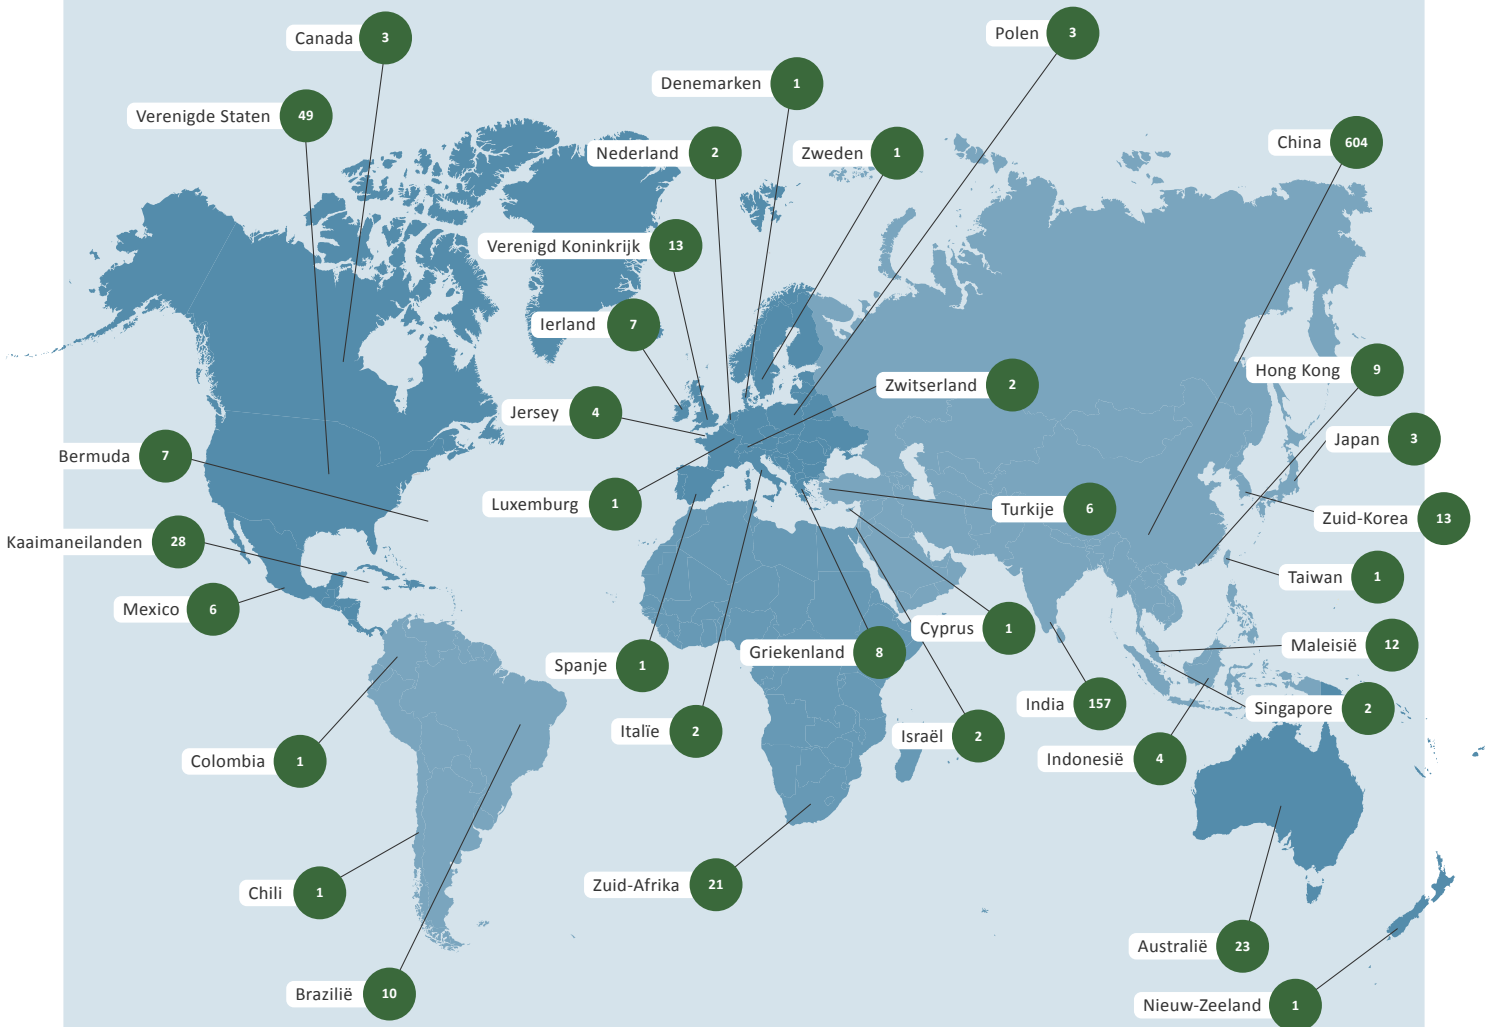 Canada 3
Polen 3
Denemarken 1
Verenigde Staten 49
China 604
Nederland 2
Zweden 1
Verenigd Koninkrijk 13
Ierland 7
Hong Kong 9
Zwitserland 2
Jersey 4
Japan 3
Bermuda 7
Luxemburg 1
Turkije 6
Zuid-Korea 13
Kaaimaneilanden 28
Taiwan 1
Mexico 6
Cyprus 1
Maleisië 12
Griekenland 8
Spanje 1
India 157
Singapore 2
Italïe 2
Israël 2
Indonesië 4
Colombia 1
Zuid-Afrika 21
Chili 1
Australië 23
Brazilië 10
Nieuw-Zeeland 1